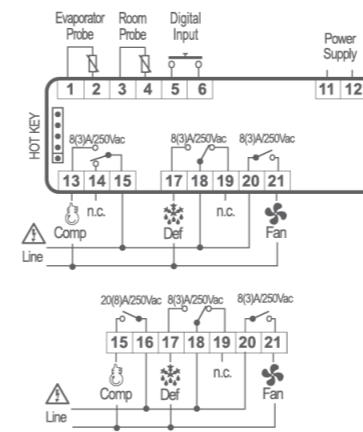 Evaporator Probe Room Probe Digital Input
Power Supply
1 2 3 4 5 6 11 12
HOT KEY
8(3)A/250Vac 8(3)A/250Vac 8(3)A/250Vac
13 14 15 17 18 19 20 21
n.c. n.c.
Comp Def Fan
Line
20(8)A/250Vac 8(3)A/250Vac 8(3)A/250Vac
15 16 17 18 19 20 21
n.c.
Comp Def Fan
Line